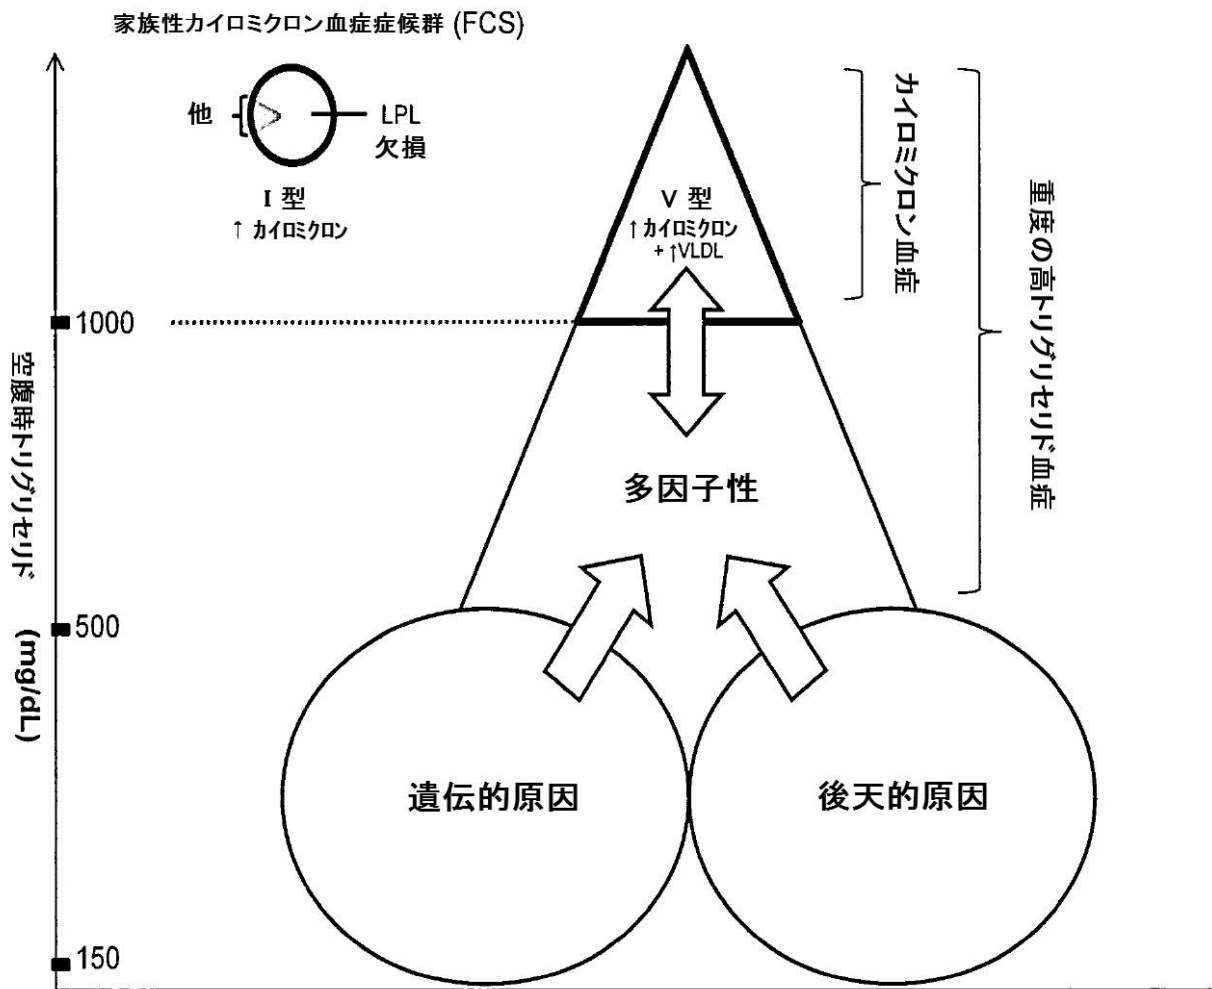 家族性カイロミクロン血症症候群 (FCS)
他
LPL
欠損
I 型
↑ カイロミクロン
V 型
↑カイロミクロン
+ ↑VLDL
カイロミクロン血症
重度の高トリグリセリド血症
1000
多因子性
空腹時トリグリセリド (mg/dL)
500
遺伝的原因
後天的原因
150